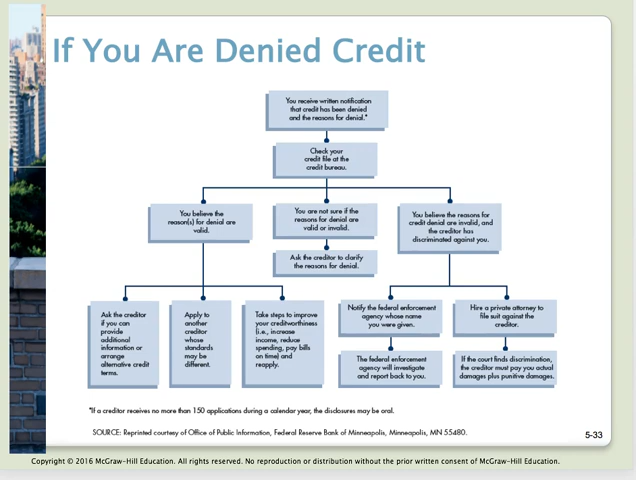 If You Are Denied Credit
You receive written notification
that credit has been denied
and the reasons for denial.*
Check your
credit file at the
credit bureau.
You believe the
reason(s) for denial are
valid.
You are not sure if the
reasons for denial are
valid or invalid.
You believe the reasons for
credit denial are invalid, and
the creditor has
discriminated against you.
Ask the creditor to clarify
the reasons for denial.
Ask the creditor
if you can
provide
additional
information or
arrange
alternative credit
terms.
Apply to
another
creditor
whose
standards
may be
different.
Take steps to improve
your creditworthiness
(i.e., increase
income, reduce
spending, pay bills
on time) and
reapply.
Notify the federal enforcement
agency whose name
you were given.
Hire a private attorney to
file suit against the
creditor.
The federal enforcement
agency will investigate
and report back to you.
If the court finds discrimination,
the creditor must pay you actual
damages plus punitive damages.
*If a creditor receives no more than 150 applications during a calendar year, the disclosures may be oral.
SOURCE: Reprinted courtesy of Office of Public Information, Federal Reserve Bank of Minneapolis, Minneapolis, MN 55480.
5-33
Copyright © 2016 McGraw-Hill Education. All rights reserved. No reproduction or distribution without the prior written consent of McGraw-Hill Education.